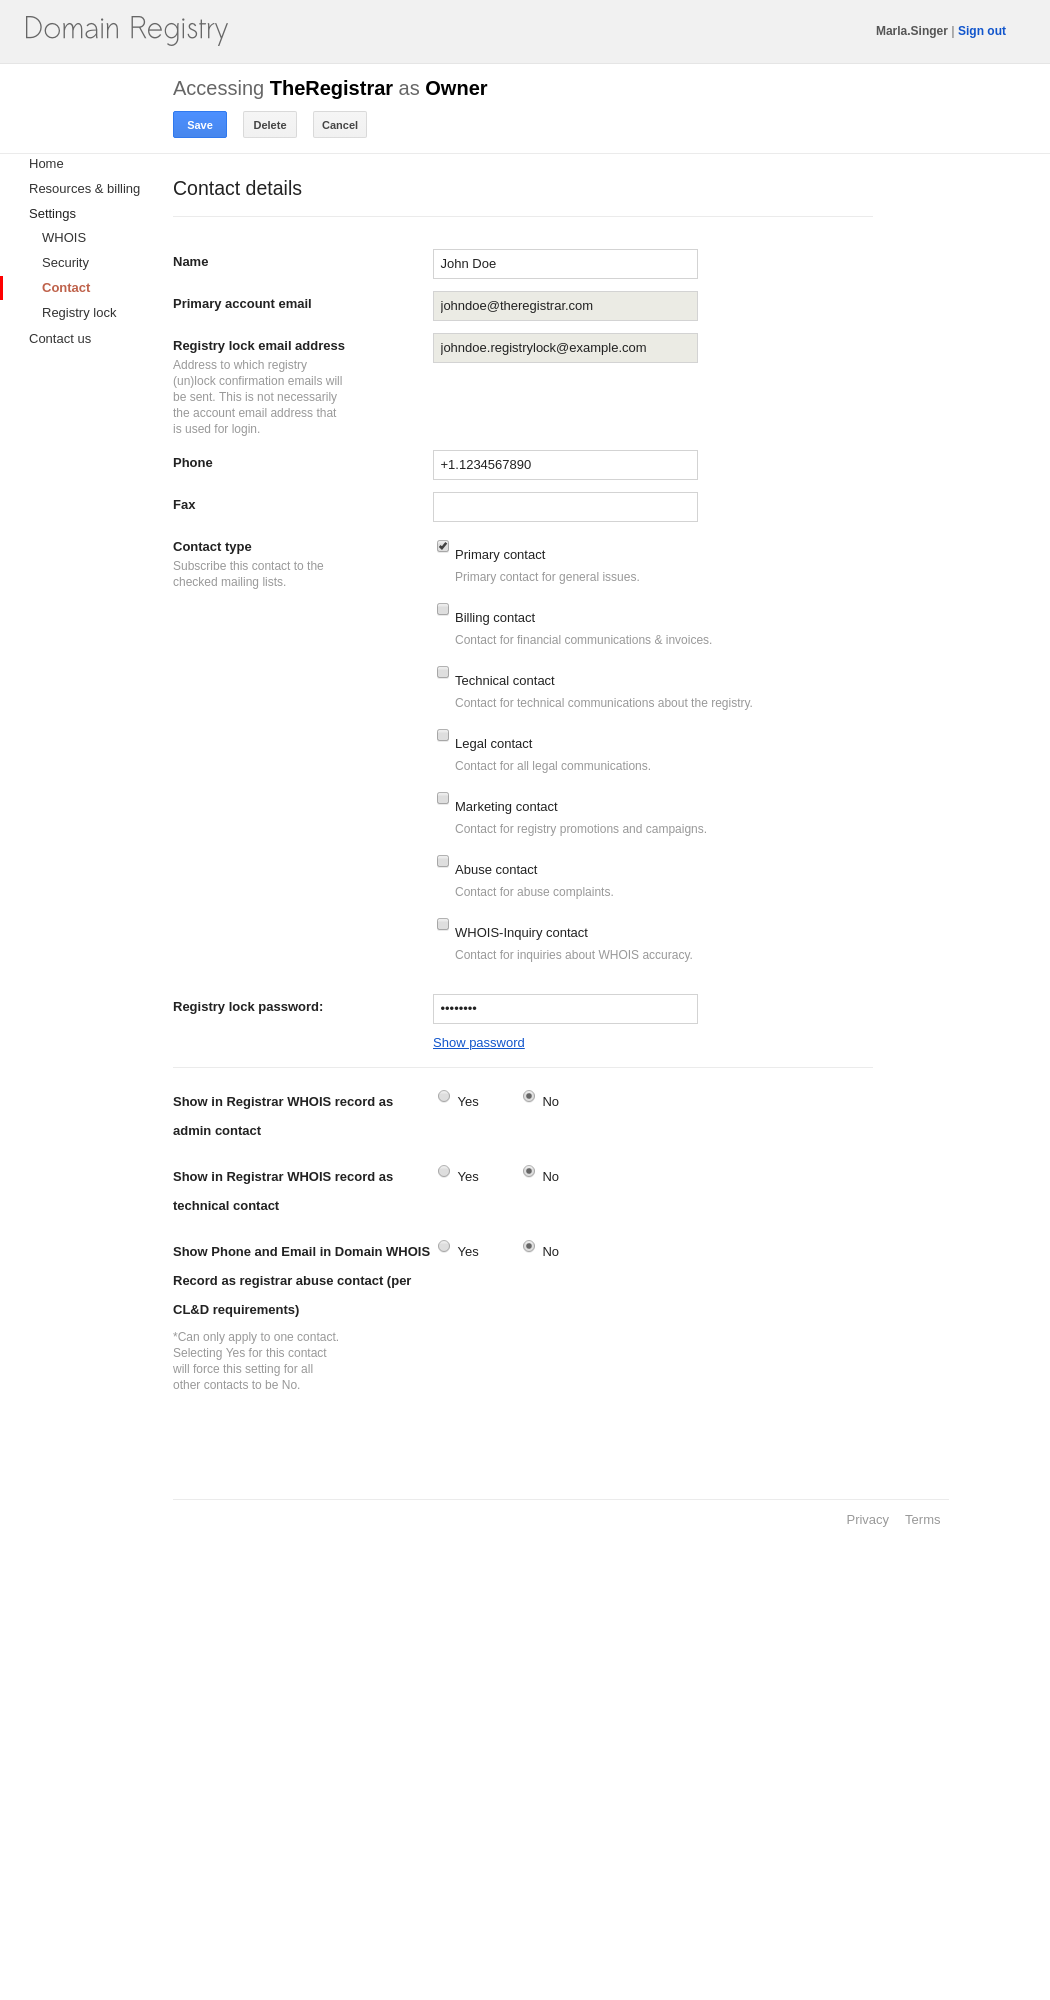 Domain Registry
Marla.Singer | Sign out
Accessing TheRegistrar as Owner
Save Delete Cancel
Home
Resources & billing
Settings
WHOIS
Security
Contact
Registry lock
Contact us
Contact details
Name
John Doe
Primary account email
johndoe@theregistrar.com
Registry lock email address
johndoe.registrylock@example.com
Address to which registry
(un)lock confirmation emails will
be sent. This is not necessarily
the account email address that
is used for login.
Phone
+1.1234567890
Fax
Contact type
Subscribe this contact to the
checked mailing lists.
Primary contact
Primary contact for general issues.
Billing contact
Contact for financial communications & invoices.
Technical contact
Contact for technical communications about the registry.
Legal contact
Contact for all legal communications.
Marketing contact
Contact for registry promotions and campaigns.
Abuse contact
Contact for abuse complaints.
WHOIS-Inquiry contact
Contact for inquiries about WHOIS accuracy.
Registry lock password:
••••••••
Show password
Show in Registrar WHOIS record as
admin contact
Yes No
Show in Registrar WHOIS record as
technical contact
Yes No
Show Phone and Email in Domain WHOIS
Record as registrar abuse contact (per
CL&D requirements)
Yes No
*Can only apply to one contact.
Selecting Yes for this contact
will force this setting for all
other contacts to be No.
Privacy Terms